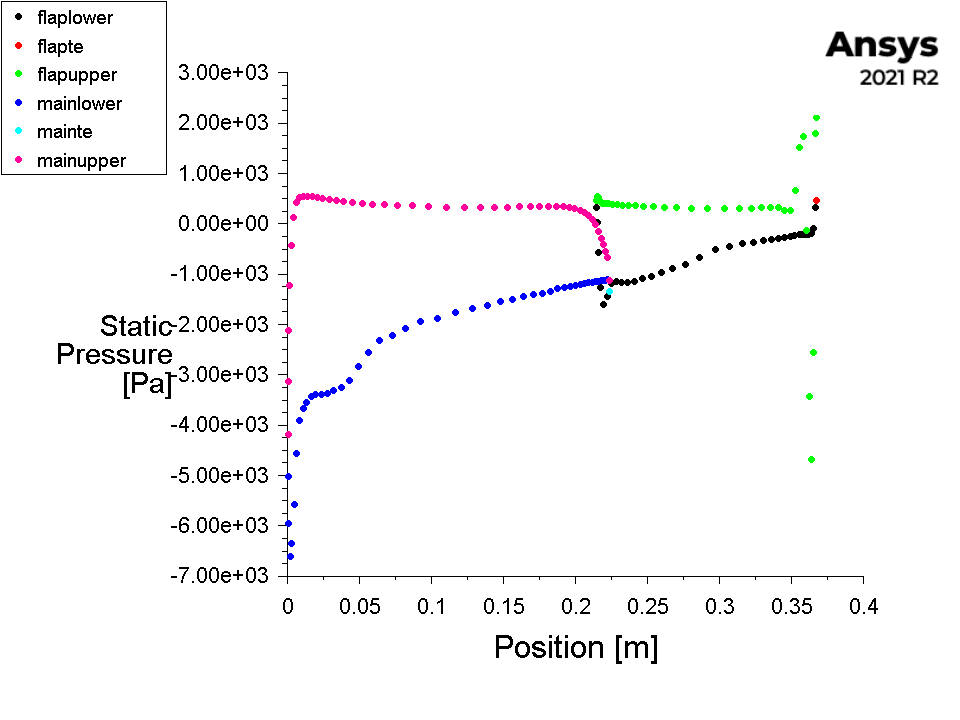 flaplower
flapte
flapupper
mainlower
mainte
mainupper
Ansys
2021 R2
3.00e+03
2.00e+03
1.00e+03
0.00e+00
-1.00e+03
-2.00e+03
-3.00e+03
-4.00e+03
-5.00e+03
-6.00e+03
-7.00e+03
Static
Pressure
[Pa]
0 0.05 0.1 0.15 0.2 0.25 0.3 0.35 0.4
Position [m]